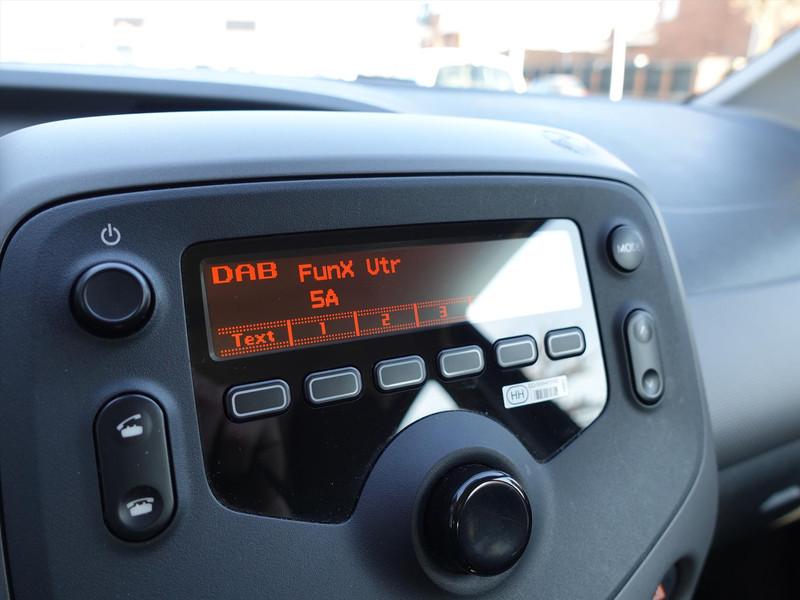 DAB FunX Utr
5A
Text 1 2 3
MODE
HH